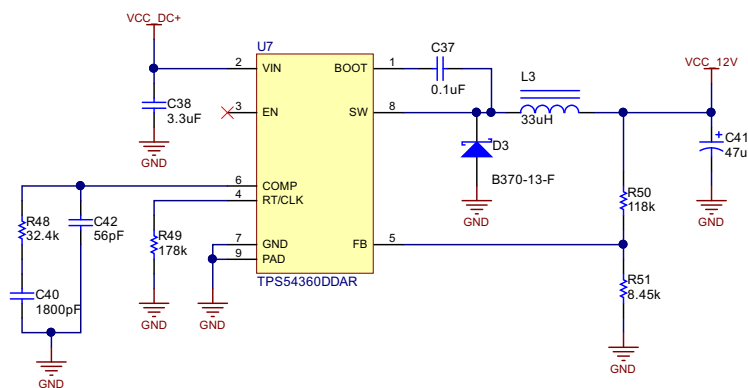 VCC_DC+
U7
C37
0.1uF
VCC_12V
2
VIN
BOOT
1
L3
33uH
C38
3.3uF
3
EN
SW
8
C41
47u
GND
D3
B370-13-F
GND
GND
6
COMP
4
RT/CLK
R48
32.4k
C42
56pF
R49
178k
R50
118k
7
GND
9
PAD
FB
5
TPS54360DDAR
C40
1800pF
R51
8.45k
GND
GND
GND
GND